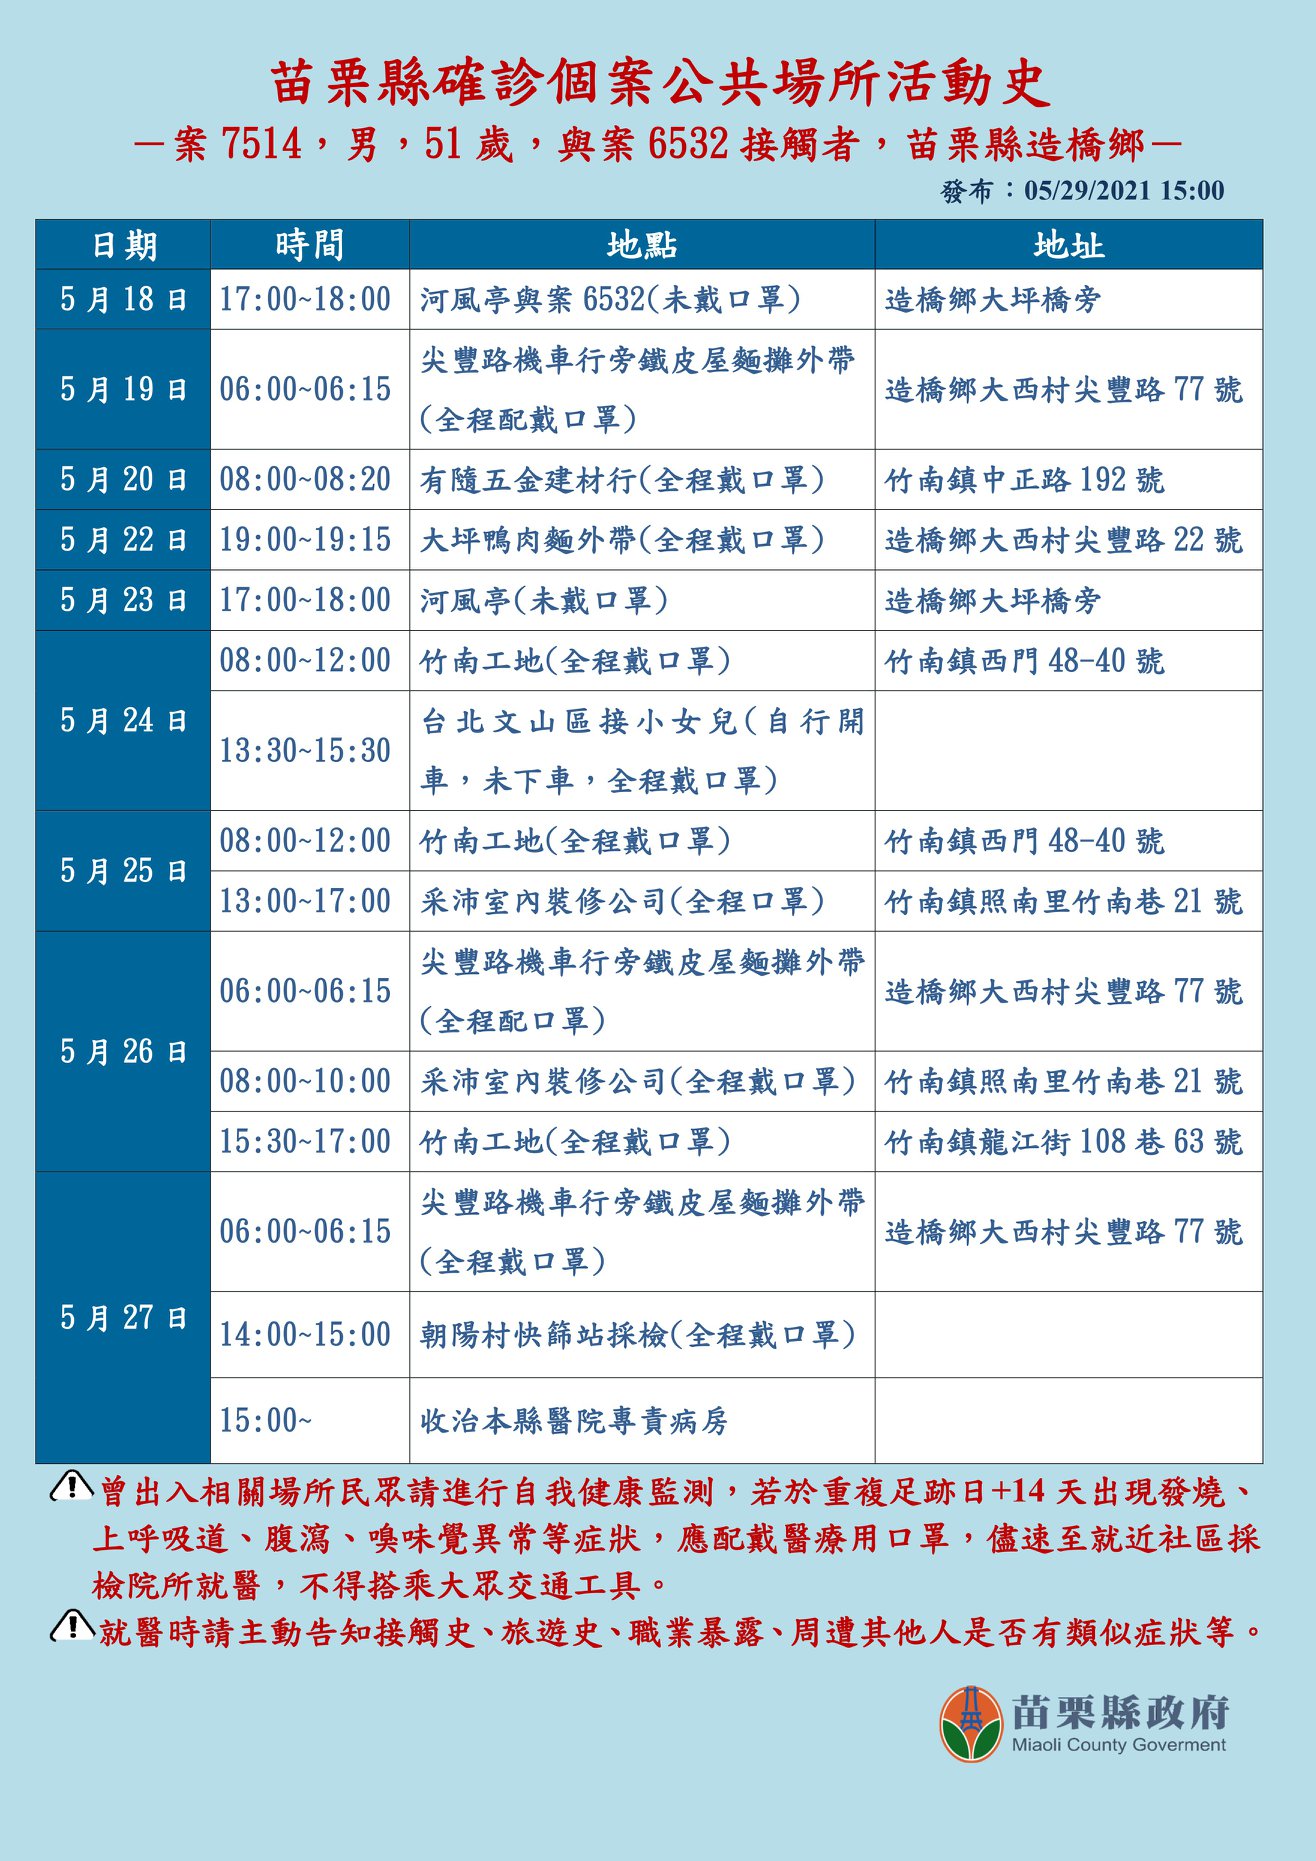 苗栗縣確診個案公共場所活動史
－案 7514，男，51 歲，與案 6532 接觸者，苗栗縣造橋鄉－
發布：05/29/2021 15:00
日期 時間 地點 地址
5 月 18 日 17:00~18:00 河風亭與案 6532(未戴口罩) 造橋鄉大坪橋旁
5 月 19 日 06:00~06:15 尖豐路機車行旁鐵皮屋麵攤外帶
(全程配戴口罩) 造橋鄉大西村尖豐路 77 號
5 月 20 日 08:00~08:20 有隨五金建材行(全程戴口罩) 竹南鎮中正路 192 號
5 月 22 日 19:00~19:15 大坪鴨肉麵外帶(全程戴口罩) 造橋鄉大西村尖豐路 22 號
5 月 23 日 17:00~18:00 河風亭(未戴口罩) 造橋鄉大坪橋旁
5 月 24 日 08:00~12:00 竹南工地(全程戴口罩) 竹南鎮西門 48-40 號
13:30~15:30 台北文山區接小女兒(自行開
車，未下車，全程戴口罩)
5 月 25 日 08:00~12:00 竹南工地(全程戴口罩) 竹南鎮西門 48-40 號
13:00~17:00 采沛室內裝修公司(全程口罩) 竹南鎮照南里竹南巷 21 號
5 月 26 日 06:00~06:15 尖豐路機車行旁鐵皮屋麵攤外帶
(全程配口罩) 造橋鄉大西村尖豐路 77 號
08:00~10:00 采沛室內裝修公司(全程戴口罩) 竹南鎮照南里竹南巷 21 號
15:30~17:00 竹南工地(全程戴口罩) 竹南鎮龍江街 108 巷 63 號
5 月 27 日 06:00~06:15 尖豐路機車行旁鐵皮屋麵攤外帶
(全程戴口罩) 造橋鄉大西村尖豐路 77 號
14:00~15:00 朝陽村快篩站採檢(全程戴口罩)
15:00~ 收治本縣醫院專責病房
曾出入相關場所民眾請進行自我健康監測，若於重複足跡日+14 天出現發燒、
上呼吸道、腹瀉、嗅味覺異常等症狀，應配戴醫療用口罩，儘速至就近社區採
檢院所就醫，不得搭乘大眾交通工具。
就醫時請主動告知接觸史、旅遊史、職業暴露、周遭其他人是否有類似症狀等。
苗栗縣政府
Miaoli County Goverment